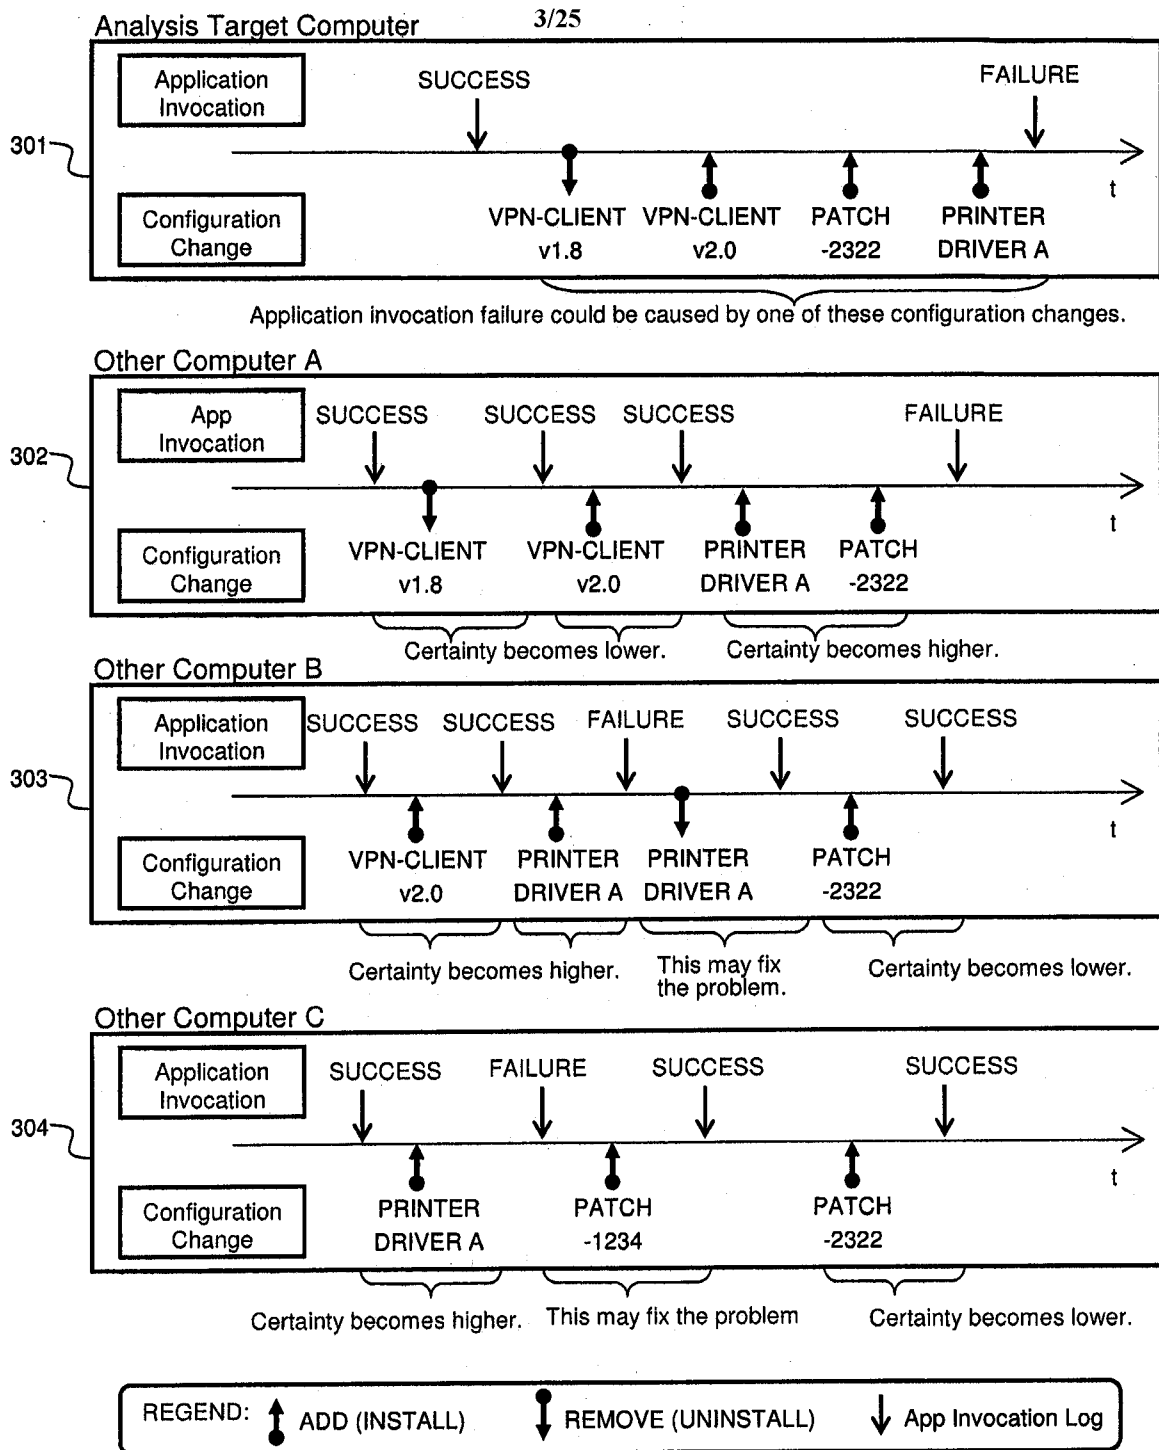 3/25
Analysis Target Computer
Application
Invocation
SUCCESS
FAILURE
301
t
Configuration
Change
VPN-CLIENT
v1.8
VPN-CLIENT
v2.0
PATCH
-2322
PRINTER
DRIVER A
Application invocation failure could be caused by one of these configuration changes.
Other Computer A
App
Invocation
SUCCESS
SUCCESS
SUCCESS
FAILURE
302
t
Configuration
Change
VPN-CLIENT
v1.8
VPN-CLIENT
v2.0
PRINTER
DRIVER A
PATCH
-2322
Certainty becomes lower.
Certainty becomes higher.
Other Computer B
Application
Invocation
SUCCESS
SUCCESS
FAILURE
SUCCESS
SUCCESS
303
t
Configuration
Change
VPN-CLIENT
v2.0
PRINTER
DRIVER A
PRINTER
DRIVER A
PATCH
-2322
Certainty becomes higher.
This may fix
the problem.
Certainty becomes lower.
Other Computer C
Application
Invocation
SUCCESS
FAILURE
SUCCESS
SUCCESS
304
t
Configuration
Change
PRINTER
DRIVER A
PATCH
-1234
PATCH
-2322
Certainty becomes higher.
This may fix the problem
Certainty becomes lower.
REGEND:
ADD (INSTALL)
REMOVE (UNINSTALL)
App Invocation Log